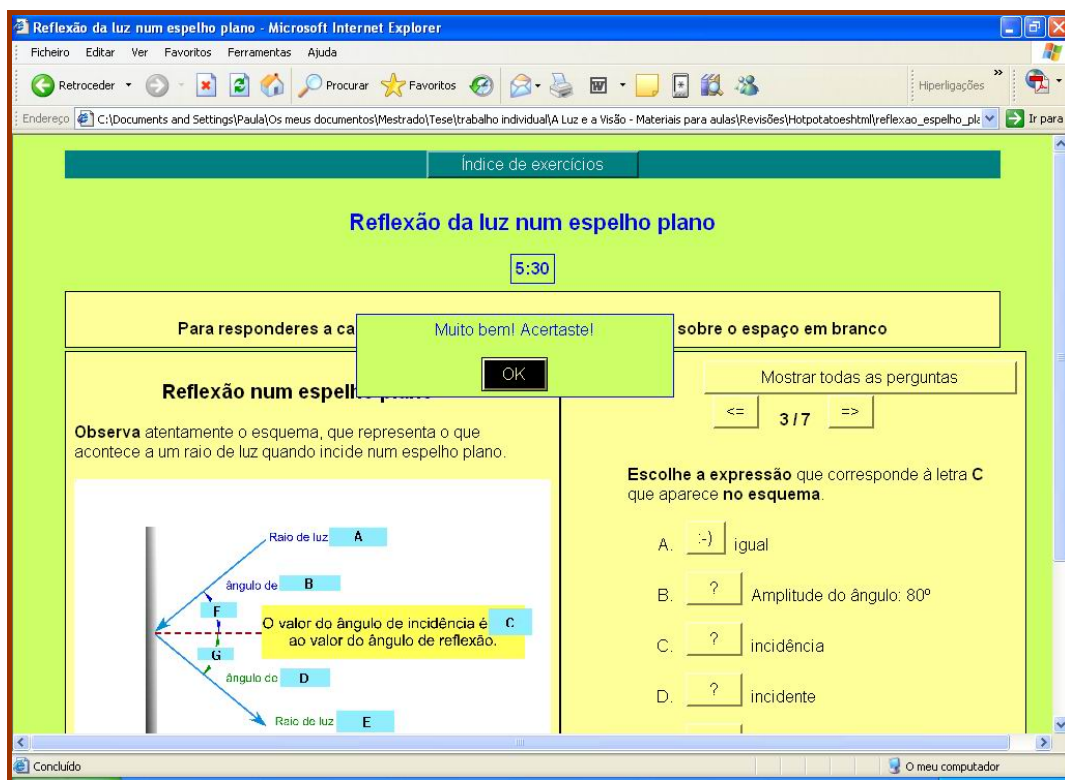 Reflexão da luz num espelho plano - Microsoft Internet Explorer
Ficheiro Editar Ver Favoritos Ferramentas Ajuda
Retroceder Procurar Favoritos Hiperligações »
Endereço C:\Documents and Settings\Paula\Os meus documentos\Mestrado\Tese\trabalho individual\A Luz e a Visão - Materiais para aulas\Revisões\Hotpotatoeshtml\reflexao_espelho_pla Ir para
Índice de exercícios
Reflexão da luz num espelho plano
5:30
Para responderes a ca sobre o espaço em branco
Muito bem! Acertaste!
OK
Reflexão num espelho plano
Observa atentamente o esquema, que representa o que
acontece a um raio de luz quando incide num espelho plano.
Raio de luz A
ângulo de B
F
O valor do ângulo de incidência é C
ao valor do ângulo de reflexão.
G
ângulo de D
Raio de luz E
Mostrar todas as perguntas
<= 3 / 7 =>
Escolhe a expressão que corresponde à letra C
que aparece no esquema.
A. :-) igual
B. ? Amplitude do ângulo: 80º
C. ? incidência
D. ? incidente
Concluído O meu computador